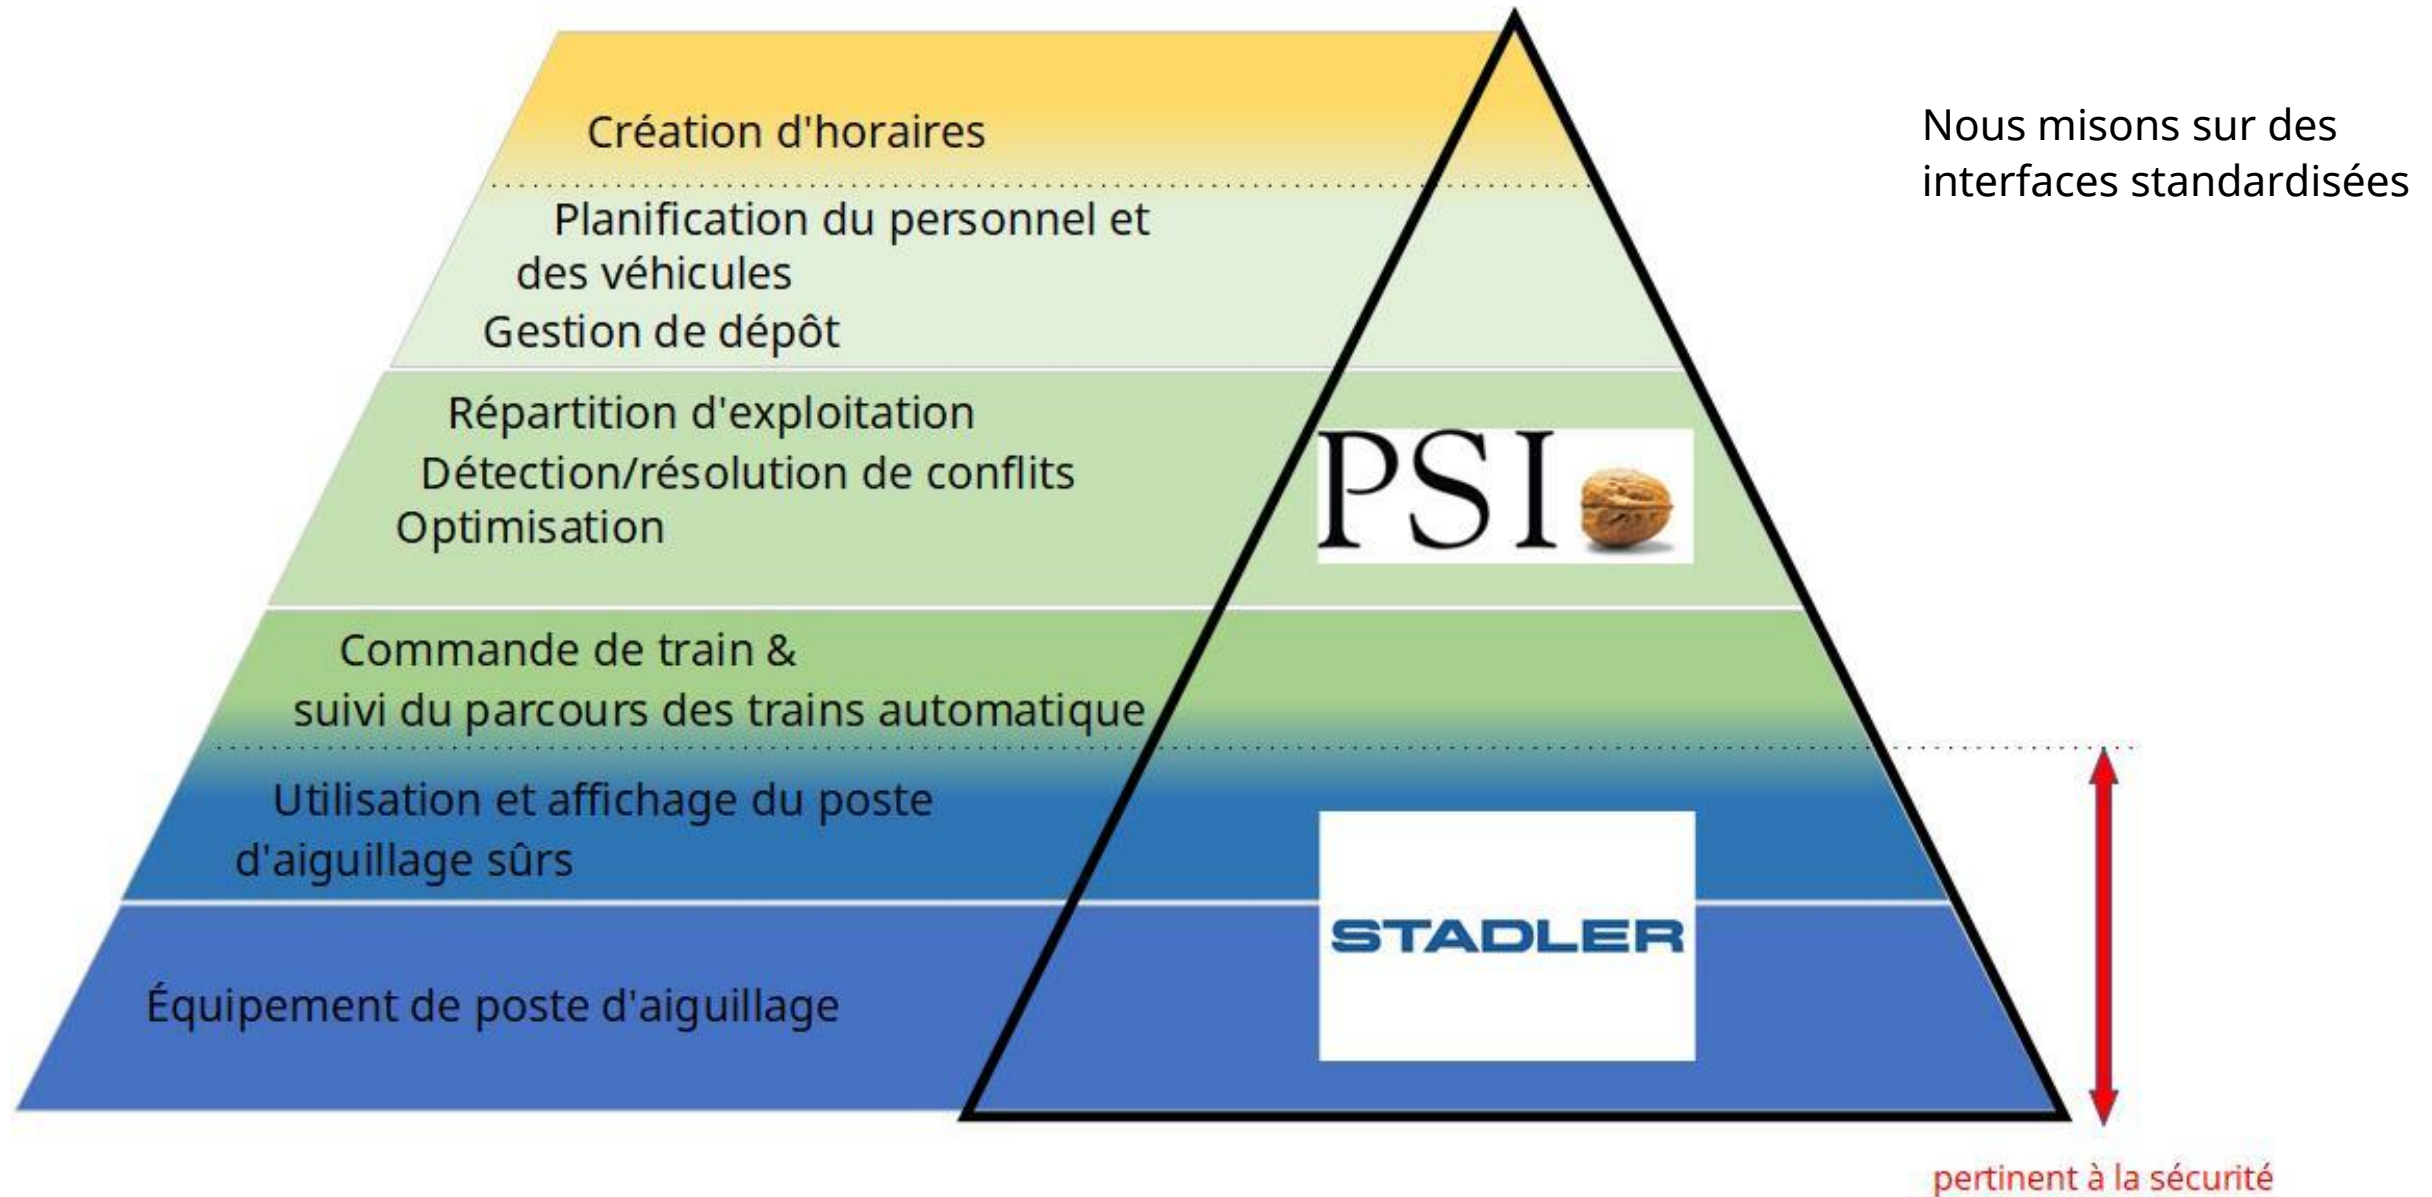 Création d'horaires
Nous misons sur des
interfaces standardisées
Planification du personnel et
des véhicules
Gestion de dépôt
Répartition d'exploitation
Détection/résolution de conflits
Optimisation
PSI
Commande de train &
suivi du parcours des trains automatique
Utilisation et affichage du poste
d'aiguillage sûrs
STADLER
Équipement de poste d'aiguillage
pertinent à la sécurité